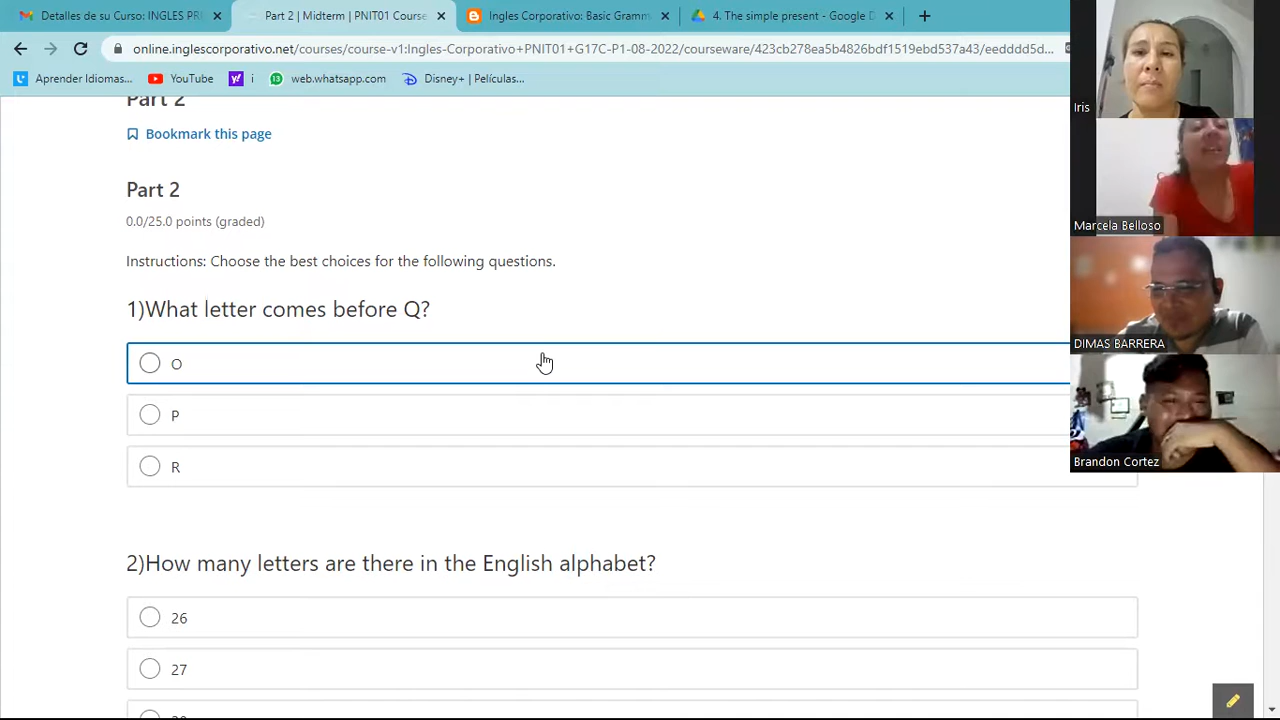 Detalles de su Curso: INGLES PRI
Part 2 | Midterm | PNIT01 Course
Ingles Corporativo: Basic Gramm
4. The simple present - Google D
online.inglescorporativo.net/courses/course-v1:Ingles-Corporativo+PNIT01+G17C-P1-08-2022/courseware/423cb278ea5b4826bdf1519ebd537a43/eedddd5d...
Aprender Idiomas...
YouTube
i
web.whatsapp.com
Disney+ | Películas,...
Part 2
Bookmark this page
Part 2
0.0/25.0 points (graded)
Instructions: Choose the best choices for the following questions.
1)What letter comes before Q?
O
P
R
2)How many letters are there in the English alphabet?
26
27
Iris
Marcela Belloso
DIMAS BARRERA
Brandon Cortez